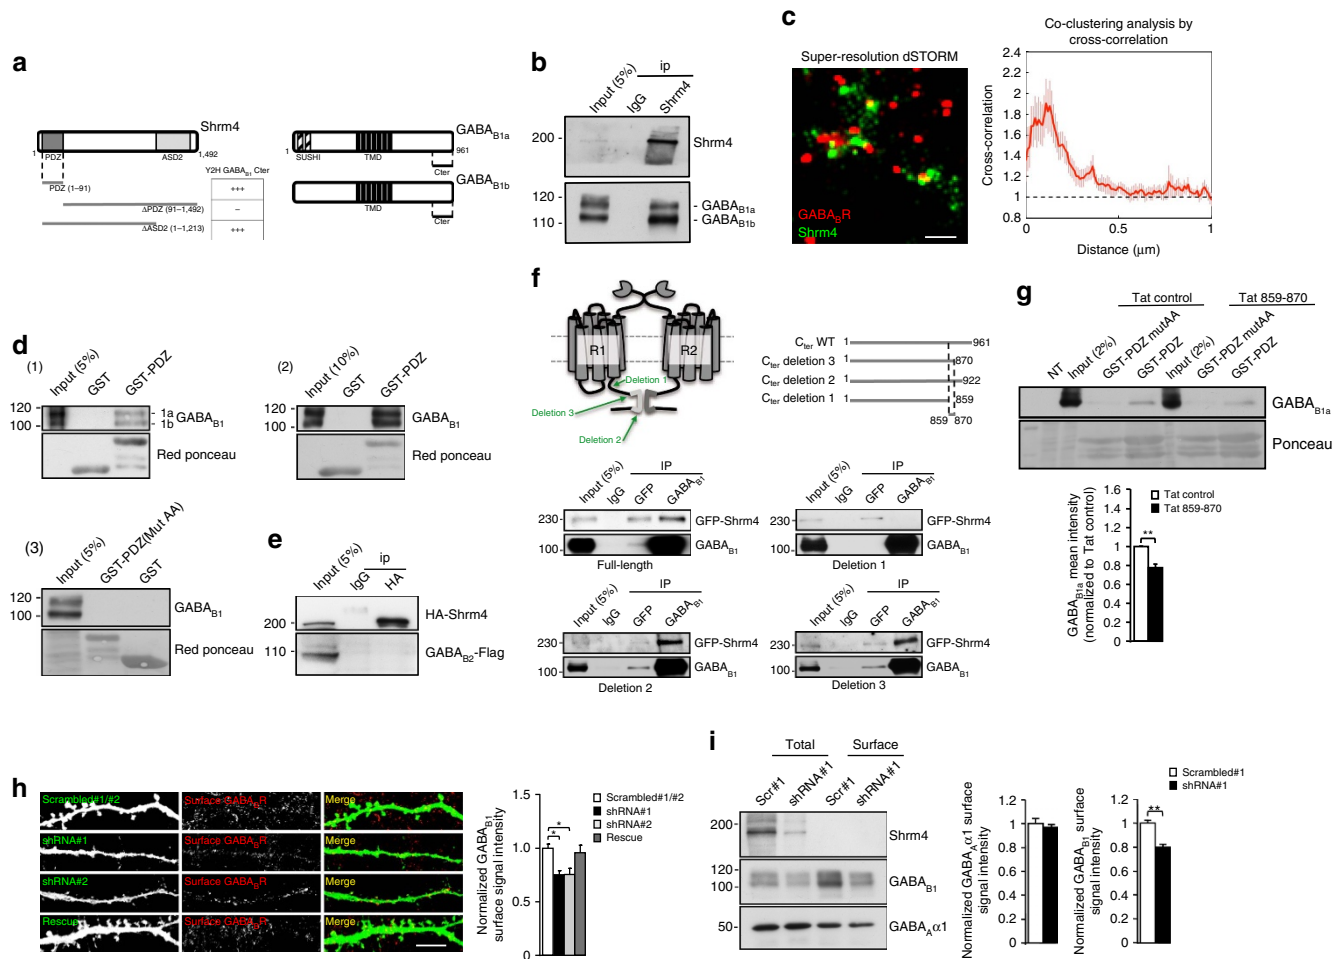 a
Shrm4
1
PDZ
ASD2
1,492
Y2H GABAB1 Cter
PDZ (1–91)
+++
ΔPDZ (91–1,492)
–
ΔASD2 (1–1,213)
+++
GABAB1a
1
SUSHI
TMD
961
Cter
GABAB1b
TMD
Cter
b
ip
Input (5%)
IgG
Shrm4
200
Shrm4
120
GABAB1a
110
GABAB1b
c
Super-resolution dSTORM
GABABR
Shrm4
Co-clustering analysis by
cross-correlation
Cross-correlation
2.4
2
1.8
1.6
1.4
1.2
1
0.8
0
0.5
1
Distance (μm)
d
(1)
Input (5%)
GST
GST-PDZ
120
100
1a
1b
GABAB1
Red ponceau
(2)
Input (10%)
GST
GST-PDZ
120
100
GABAB1
Red ponceau
(3)
Input (5%)
GST-PDZ(Mut AA)
GST
120
100
GABAB1
Red ponceau
e
ip
Input (5%)
IgG
HA
200
HA-Shrm4
110
GABAB2-Flag
f
R1
R2
Deletion 1
Deletion 3
Deletion 2
Cter WT 1 961
Cter deletion 3 1 870
Cter deletion 2 1 922
Cter deletion 1 1 859
859 870
IP
Input (5%)
IgG
GFP
GABAB1
230
GFP-Shrm4
100
GABAB1
Full-length
IP
Input (5%)
IgG
GFP
GABAB1
230
GFP-Shrm4
100
GABAB1
Deletion 1
IP
Input (5%)
IgG
GFP
GABAB1
230
GFP-Shrm4
100
GABAB1
Deletion 2
IP
Input (5%)
IgG
GFP
GABAB1
230
GFP-Shrm4
100
GABAB1
Deletion 3
g
Tat control
Tat 859-870
NT
Input (2%)
GST-PDZ mutAA
GST-PDZ
Input (2%)
GST-PDZ mutAA
GST-PDZ
GABAB1a
Ponceau
GABAB1a mean intensity
(normalized to Tat control)
1.6
1.4
1.2
1
0.8
0.6
0.4
0.2
0
Tat control
Tat 859-870
**
h
Scrambled#1/#2
Surface GABABR
Merge
shRNA#1
Surface GABABR
Merge
shRNA#2
Surface GABABR
Merge
Rescue
Surface GABABR
Merge
Normalized GABAB1
surface signal intensity
1.5
1.0
0.5
0
*
*
Scrambled#1/#2
shRNA#1
shRNA#2
Rescue
i
Total
Surface
Scr#1
shRNA#1
Scr#1
shRNA#1
200
Shrm4
120
100
GABAB1
50
GABAAα1
Normalized GABAAα1 surface
signal intensity
1.2
1
0.8
0.6
0.4
0.2
0
Normalized GABAB1 surface
signal intensity
1.2
1
0.8
0.6
0.4
0.2
0
**
Scrambled#1
shRNA#1